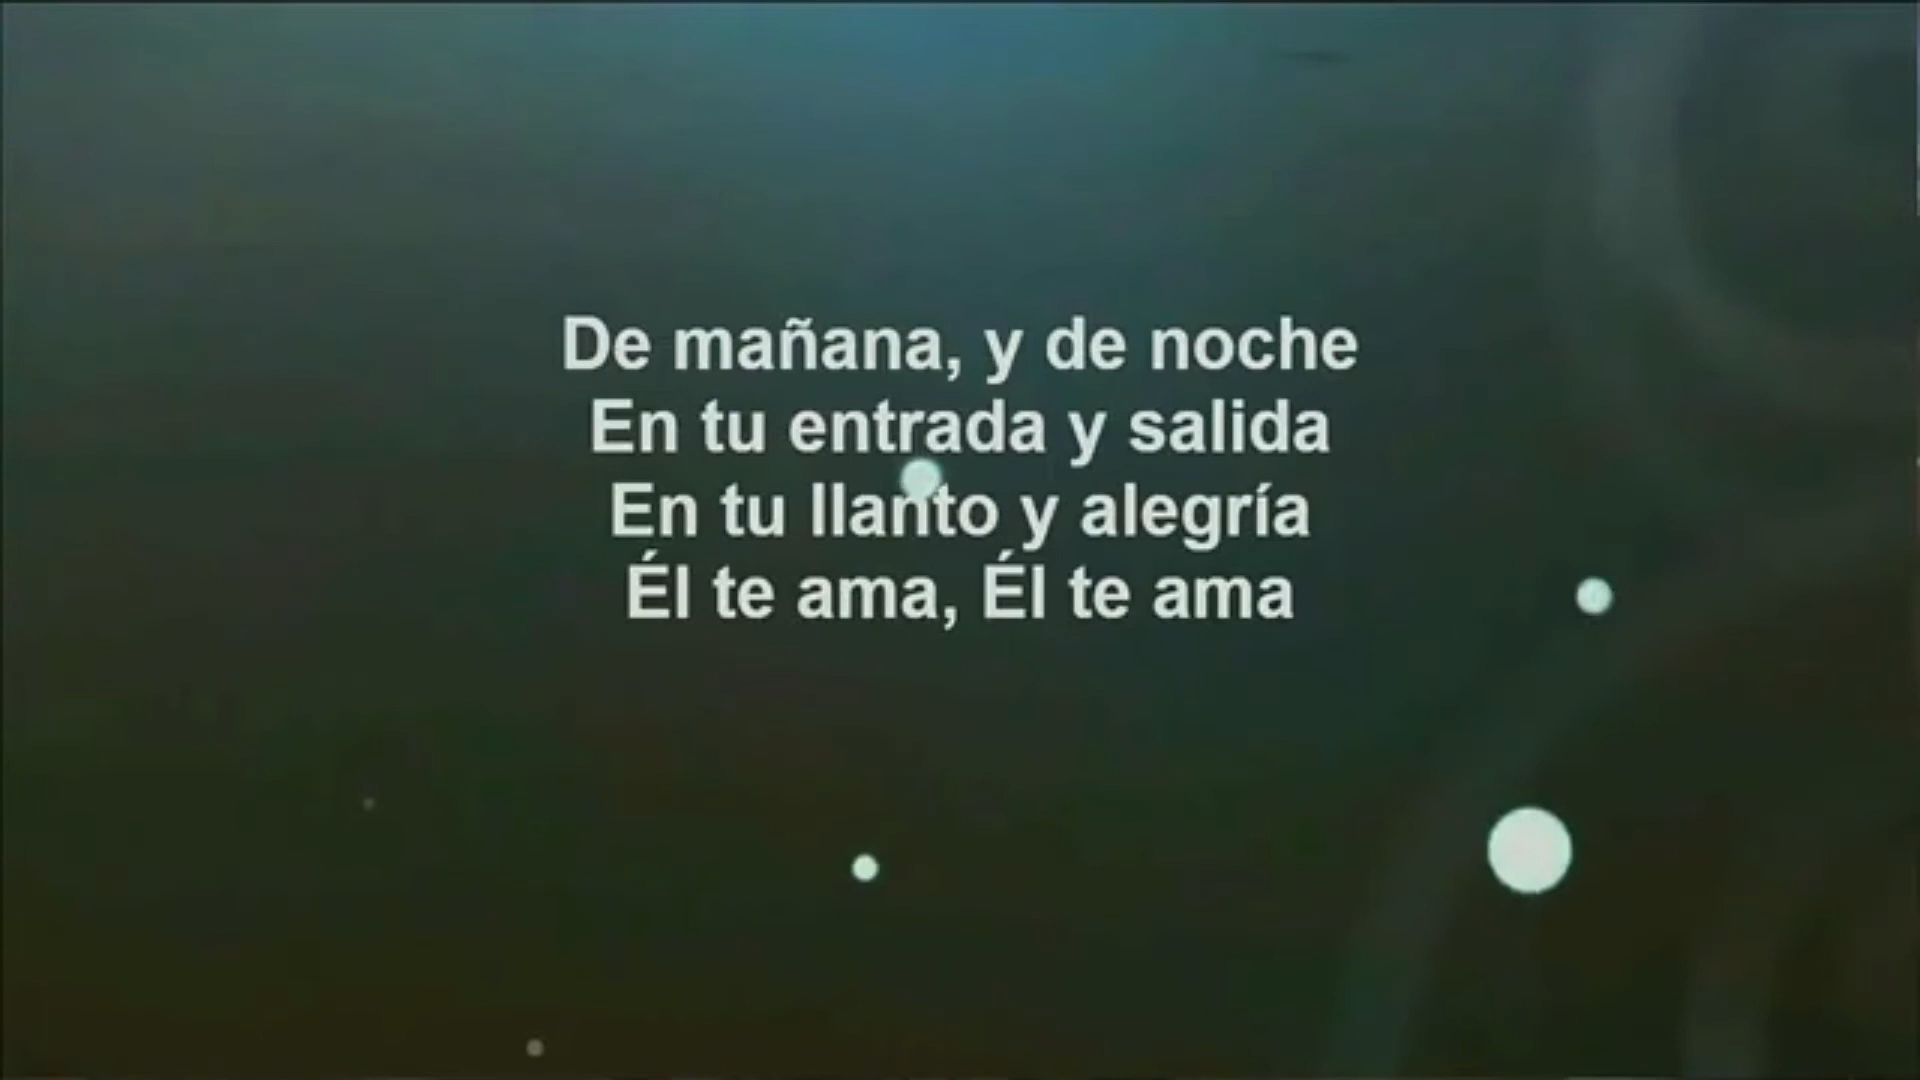 De mañana, y de noche
En tu entrada y salida
En tu llanto y alegría
Él te ama, Él te ama